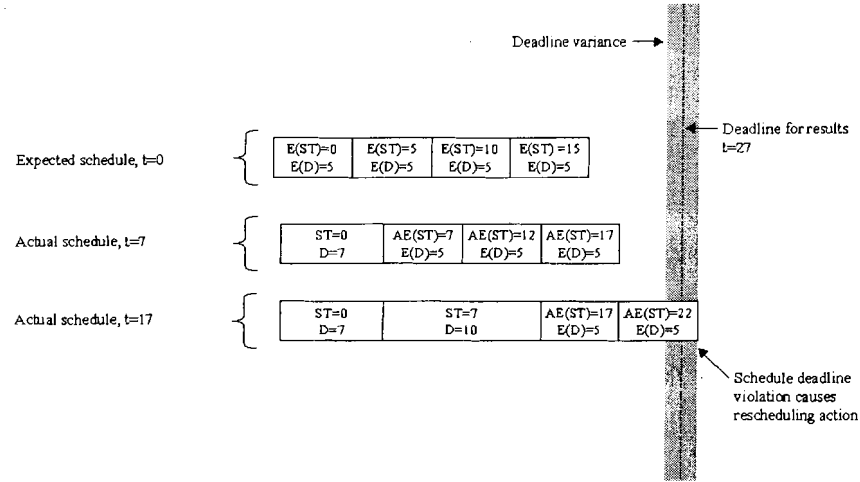 Deadline variance
Deadline for results
t=27
Expected schedule, t=0
E(ST)=0 E(ST)=5 E(ST)=10 E(ST) =15
E(D)=5 E(D)=5 E(D)=5 E(D)=5
Actual schedule, t=7
ST=0 AE(ST)=7 AE(ST)=12 AE(ST)=17
D=7 E(D)=5 E(D)=5 E(D)=5
Actual schedule, t=17
ST=0 ST=7 AE(ST)=17 AE(ST)=22
D=7 D=10 E(D)=5 E(D)=5
Schedule deadline
violation causes
rescheduling action